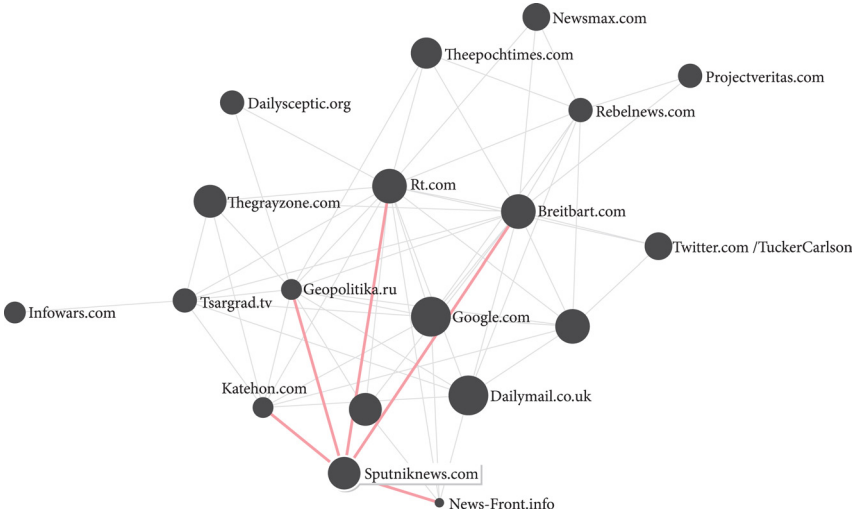 Newsmax.com
Theepochtimes.com
Projectveritas.com
Dailysceptic.org
Rebelnews.com
Rt.com
Thegrayzone.com
Breitbart.com
Twitter.com /TuckerCarlson
Geopolitika.ru
Tsargrad.tv
Infowars.com
Google.com
Katehon.com
Dailymail.co.uk
Sputniknews.com
News-Front.info